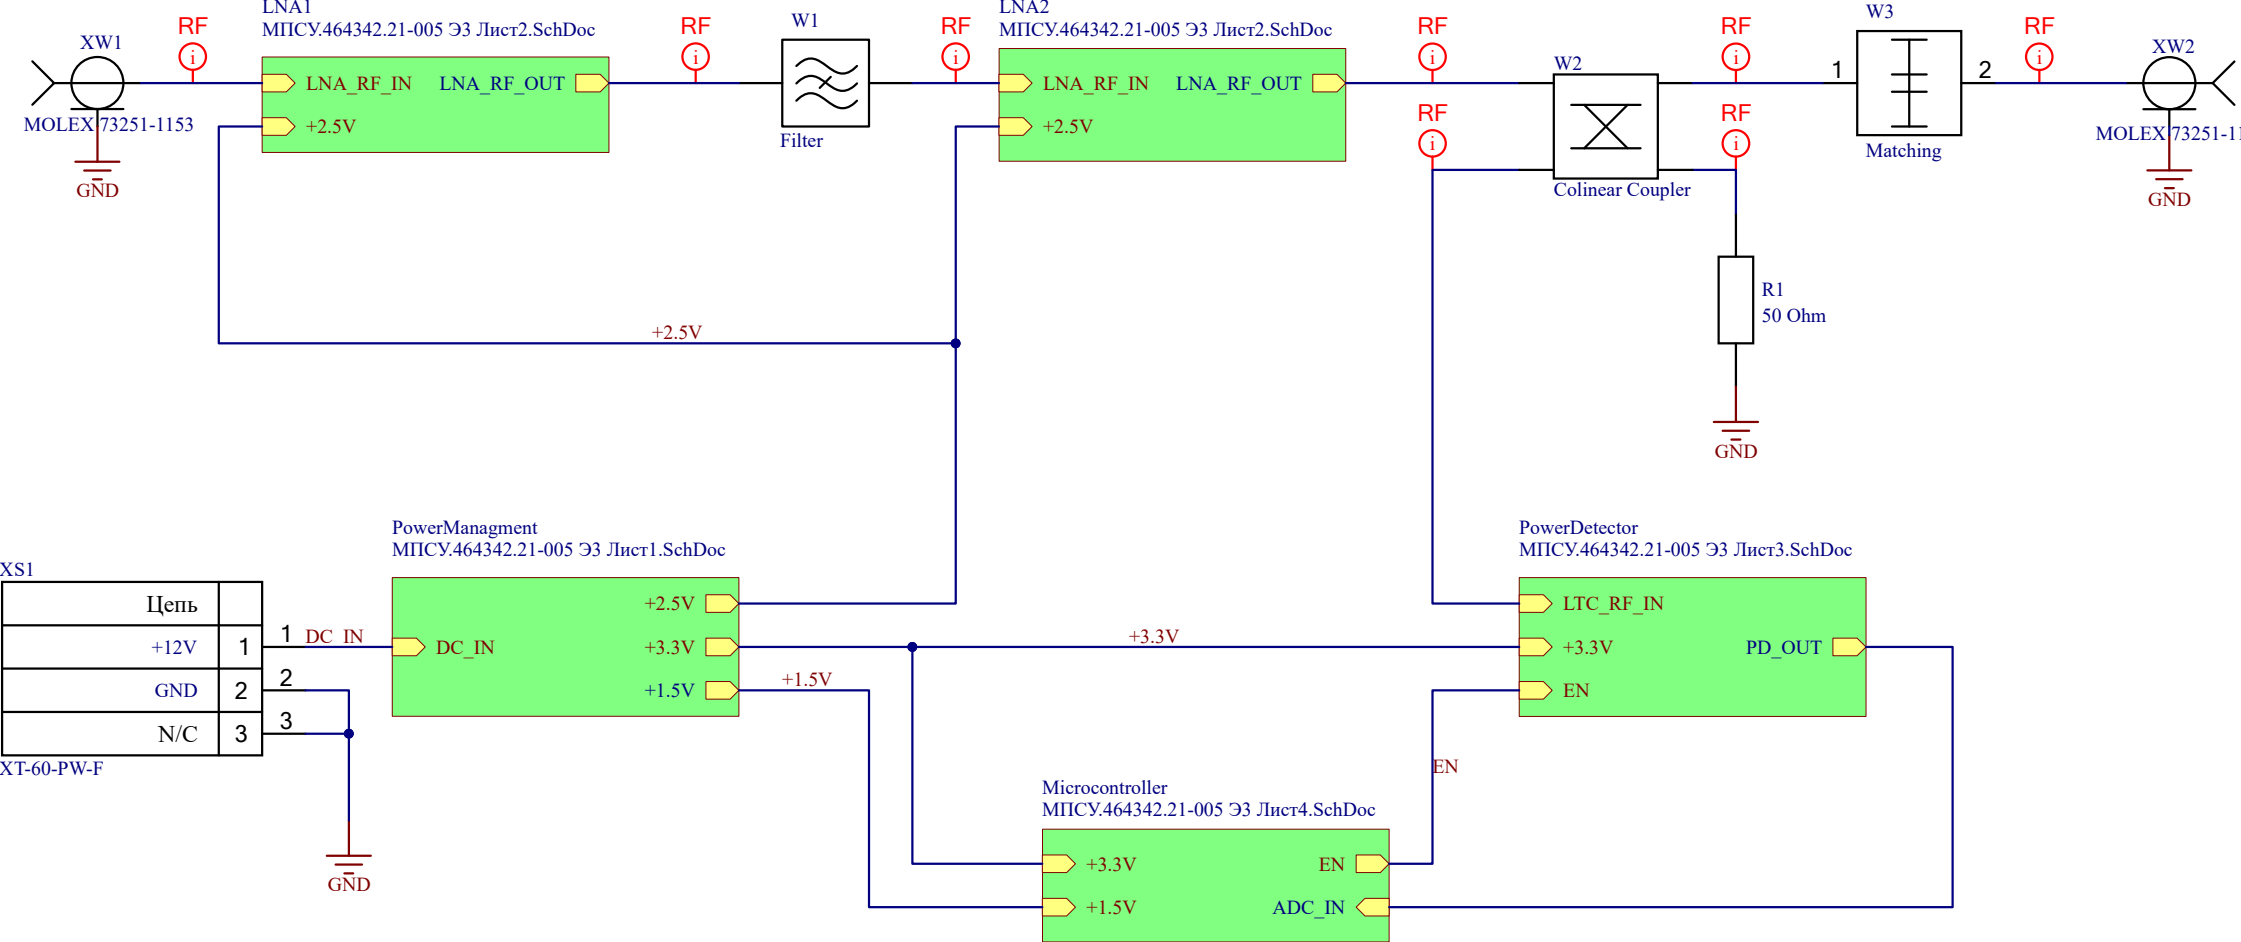 LNA1
МПСУ.464342.21-005 Э3 Лист2.SchDoc
LNA2
МПСУ.464342.21-005 Э3 Лист2.SchDoc
W1
W3
RF
RF
RF
RF
RF
RF
i
i
i
i
i
i
XW1
XW2
LNA_RF_IN
LNA_RF_OUT
LNA_RF_IN
LNA_RF_OUT
W2
1
2
MOLEX 73251-1153
+2.5V
+2.5V
RF
RF
i
i
MOLEX 73251-11
Filter
Matching
GND
Colinear Coupler
GND
R1
50 Ohm
+2.5V
GND
PowerManagment
МПСУ.464342.21-005 Э3 Лист1.SchDoc
PowerDetector
МПСУ.464342.21-005 Э3 Лист3.SchDoc
XS1
Цепь
+12V
1
1
DC_IN
GND
2
2
N/C
3
3
XT-60-PW-F
GND
DC_IN
+2.5V
+3.3V
+1.5V
+3.3V
+1.5V
LTC_RF_IN
+3.3V
PD_OUT
EN
EN
Microcontroller
МПСУ.464342.21-005 Э3 Лист4.SchDoc
+3.3V
EN
+1.5V
ADC_IN